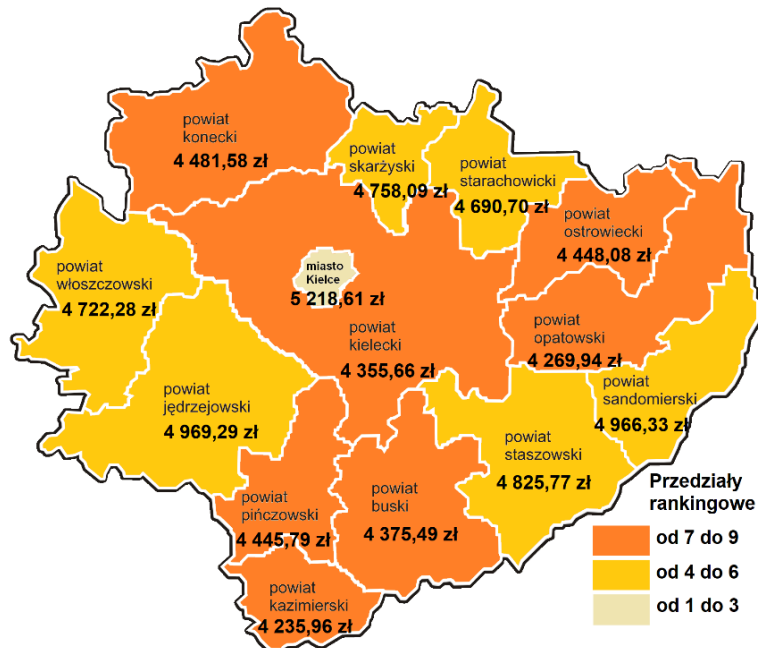 powiat
konecki
4 481,58 zł
powiat
skarżyski
4 758,09 zł
powiat
starachowicki
4 690,70 zł
powiat
ostrowiecki
4 448,08 zł
powiat
włoszczowski
4 722,28 zł
miasto
Kielce
5 218,61 zł
powiat
kielecki
4 355,66 zł
powiat
opatowski
4 269,94 zł
powiat
jędrzejowski
4 969,29 zł
powiat
sandomierski
4 966,33 zł
powiat
staszowski
4 825,77 zł
powiat
pińczowski
4 445,79 zł
powiat
buski
4 375,49 zł
powiat
kazimierski
4 235,96 zł
Przedziały
rankingowe
od 7 do 9
od 4 do 6
od 1 do 3